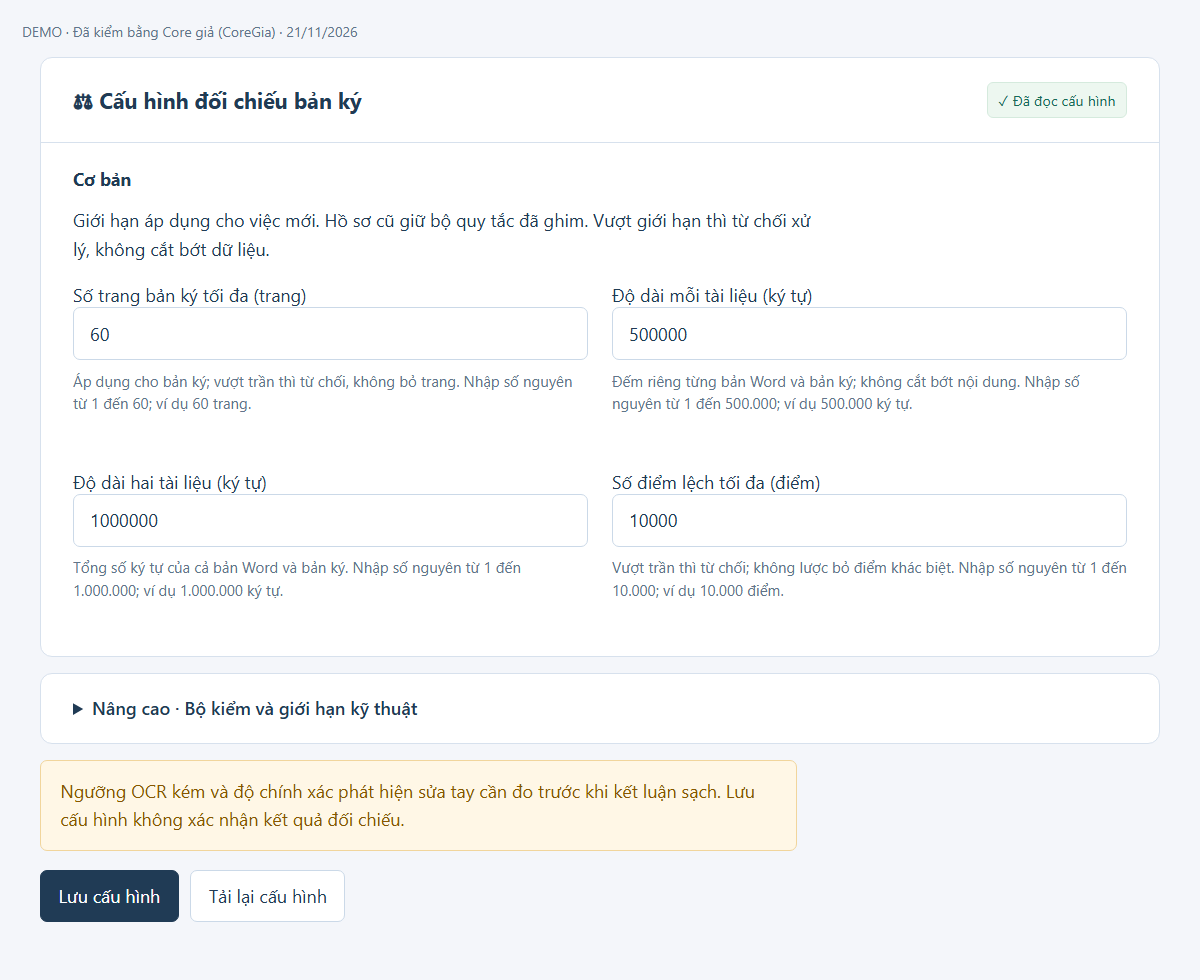 DEMO · Đã kiểm bằng Core giả (CoreGia) · 21/11/2026
Cấu hình đối chiếu bản ký
✓ Đã đọc cấu hình
Cơ bản
Giới hạn áp dụng cho việc mới. Hồ sơ cũ giữ bộ quy tắc đã ghim. Vượt giới hạn thì từ chối xử
lý, không cắt bớt dữ liệu.
Số trang bản ký tối đa (trang)
60
Áp dụng cho bản ký; vượt trần thì từ chối, không bỏ trang. Nhập số nguyên
từ 1 đến 60; ví dụ 60 trang.
Độ dài mỗi tài liệu (ký tự)
500000
Đếm riêng từng bản Word và bản ký; không cắt bớt nội dung. Nhập số
nguyên từ 1 đến 500.000; ví dụ 500.000 ký tự.
Độ dài hai tài liệu (ký tự)
1000000
Tổng số ký tự của cả bản Word và bản ký. Nhập số nguyên từ 1 đến
1.000.000; ví dụ 1.000.000 ký tự.
Số điểm lệch tối đa (điểm)
10000
Vượt trần thì từ chối; không lược bỏ điểm khác biệt. Nhập số nguyên từ 1 đến
10.000; ví dụ 10.000 điểm.
Nâng cao · Bộ kiểm và giới hạn kỹ thuật
Ngưỡng OCR kém và độ chính xác phát hiện sửa tay cần đo trước khi kết luận sạch. Lưu
cấu hình không xác nhận kết quả đối chiếu.
Lưu cấu hình
Tải lại cấu hình